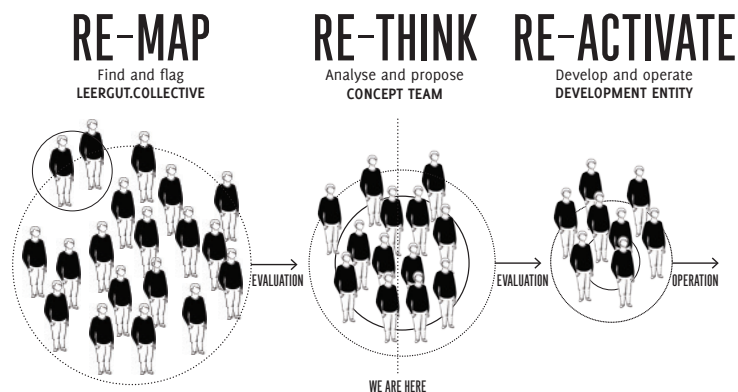 RE-MAP
Find and flag
LEERGUT.COLLECTIVE
RE-THINK
Analyse and propose
CONCEPT TEAM
RE-ACTIVATE
Develop and operate
DEVELOPMENT ENTITY
EVALUATION
EVALUATION
OPERATION
WE ARE HERE